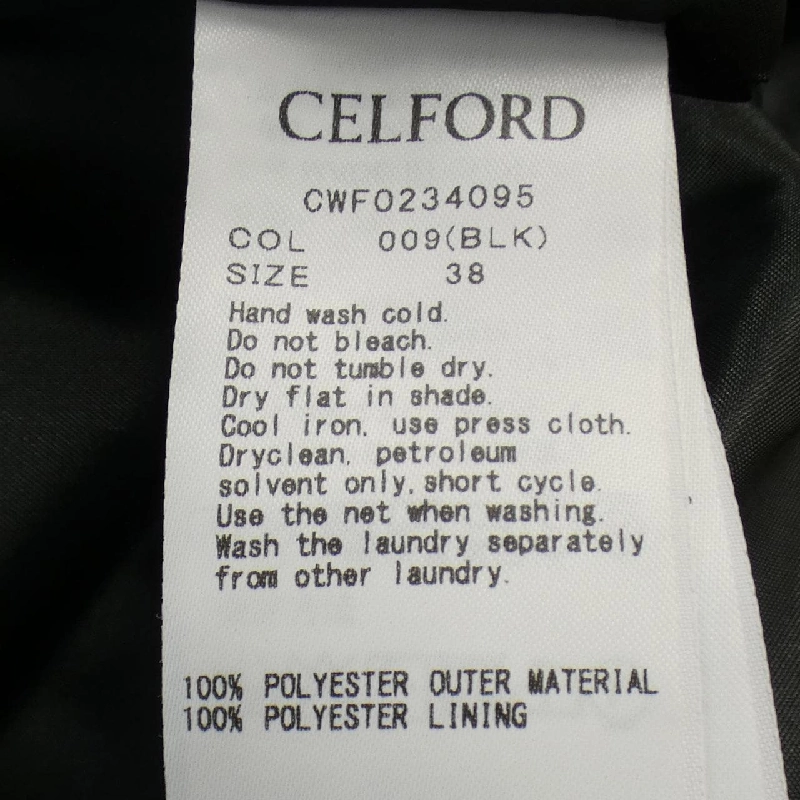 CELFORD
CWFO234095
COL 009(BLK)
SIZE 38
Hand wash cold.
Do not bleach.
Do not tumble dry.
Dry flat in shade.
Cool iron, use press cloth.
Dryclean, petroleum
solvent only, short cycle.
Use the net when washing.
Wash the laundry separately
from other laundry.
100% POLYESTER OUTER MATERIAL
100% POLYESTER LINING